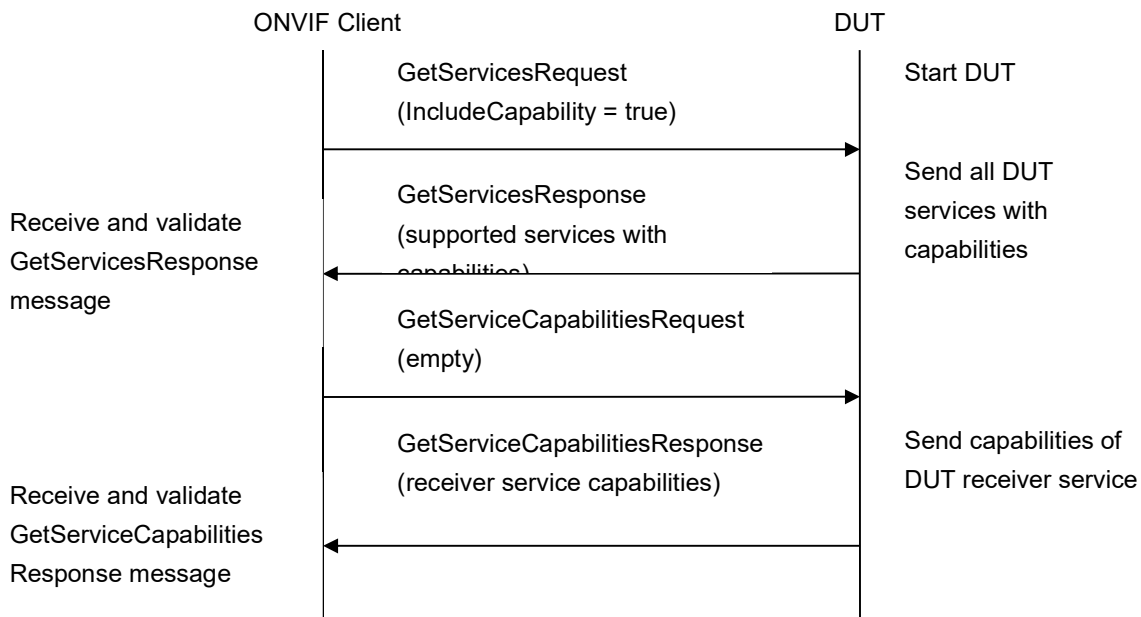 ONVIF Client
DUT
GetServicesRequest
(IncludeCapability = true)
Start DUT
Send all DUT
services with
capabilities
GetServicesResponse
(supported services with
capabilities)
Receive and validate
GetServicesResponse
message
GetServiceCapabilitiesRequest
(empty)
GetServiceCapabilitiesResponse
(receiver service capabilities)
Send capabilities of
DUT receiver service
Receive and validate
GetServiceCapabilities
Response message